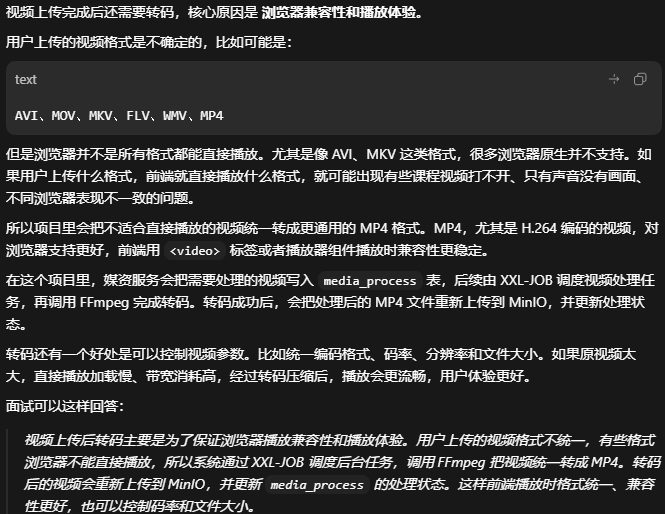 视频上传完成后还需要转码，核心原因是 浏览器兼容性和播放体验。
用户上传的视频格式是不确定的，比如可能是：
text
AVI、MOV、MKV、FLV、WMV、MP4
但是浏览器并不是所有格式都能直接播放。尤其是像 AVI、MKV 这类格式，很多浏览器原生并不支持。如
果用户上传什么格式，前端就直接播放什么格式，就可能出现有些课程视频打不开、只有声音没有画面、
不同浏览器表现不一致的问题。
所以项目里会把不适合直接播放的视频统一转成更通用的 MP4 格式。MP4，尤其是 H.264 编码的视频，对
浏览器支持更好，前端用 <video> 标签或者播放器组件播放时兼容性更稳定。
在这个项目里，媒资服务会把需要处理的视频写入 media_process 表，后续由 XXL-JOB 调度视频处理任
务，再调用 FFmpeg 完成转码。转码成功后，会把处理后的 MP4 文件重新上传到 MinIO，并更新处理状
态。
转码还有一个好处是可以控制视频参数。比如统一编码格式、码率、分辨率和文件大小。如果原视频太
大，直接播放加载慢、带宽消耗高，经过转码压缩后，播放会更流畅，用户体验更好。
面试可以这样回答：
视频上传后转码主要是为了保证浏览器播放兼容性和播放体验。用户上传的视频格式不统一，有些格式
浏览器不能直接播放，所以系统通过 XXL-JOB 调度后台任务，调用 FFmpeg 把视频统一转成 MP4。转码
后的视频会重新上传到 MinIO，并更新 media_process 的处理状态。这样前端播放时格式统一、兼容
性更好，也可以控制码率和文件大小。